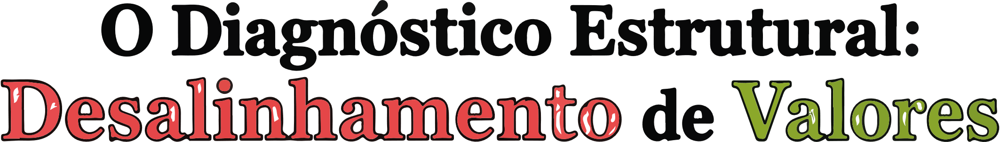 O Diagnóstico Estrutural:
Desalinhamento de Valores